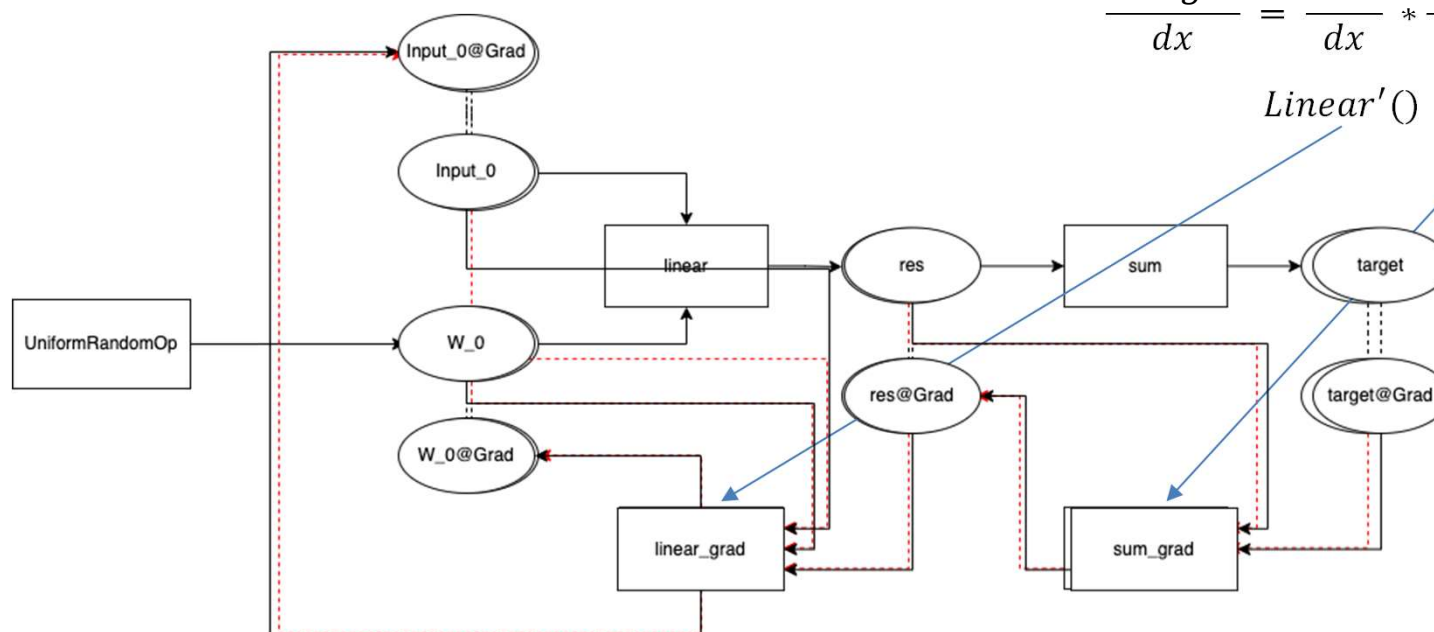 dx = dx *
Linear'()
Input_0@Grad
Input_0
linear
res
sum
target
UniformRandomOp
W_0
res@Grad
target@Grad
W_0@Grad
linear_grad
sum_grad